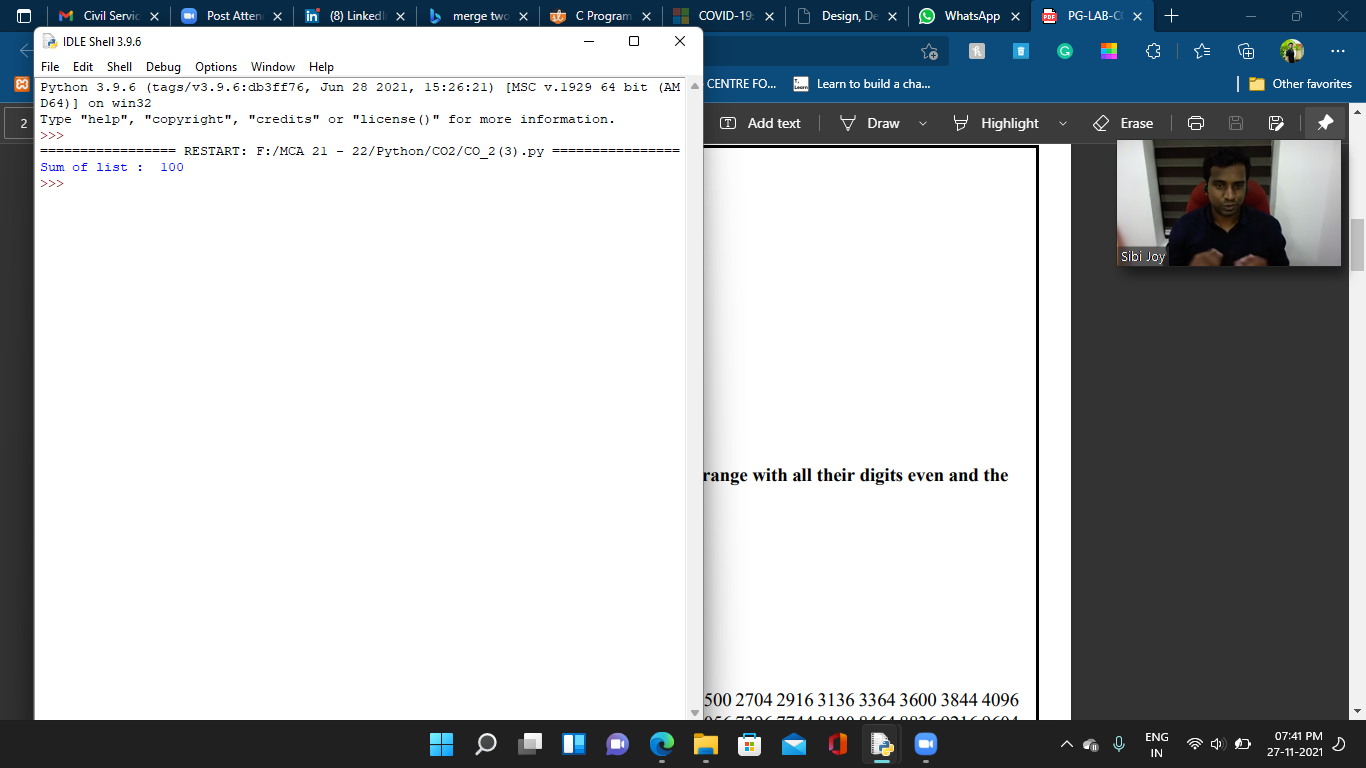 Civil Servic
Post Atten
(8) LinkedI
merge two
C Program
COVID-19:
Design, De
WhatsApp
PG-LAB-CO
IDLE Shell 3.9.6
File Edit Shell Debug Options Window Help
Python 3.9.6 (tags/v3.9.6:db3ff76, Jun 28 2021, 15:26:21) [MSC v.1929 64 bit (AM
D64)] on win32
Type "help", "copyright", "credits" or "license()" for more information.
>>>
================= RESTART: F:/MCA 21 - 22/Python/CO2/CO_2(3).py ================
Sum of list :  100
>>>
CENTRE FO...
Learn to build a cha...
Other favorites
2
Add text
Draw
Highlight
Erase
Sibi Joy
range with all their digits even and the
500 2704 2916 3136 3364 3600 3844 4096
ENG
IN
07:41 PM
27-11-2021